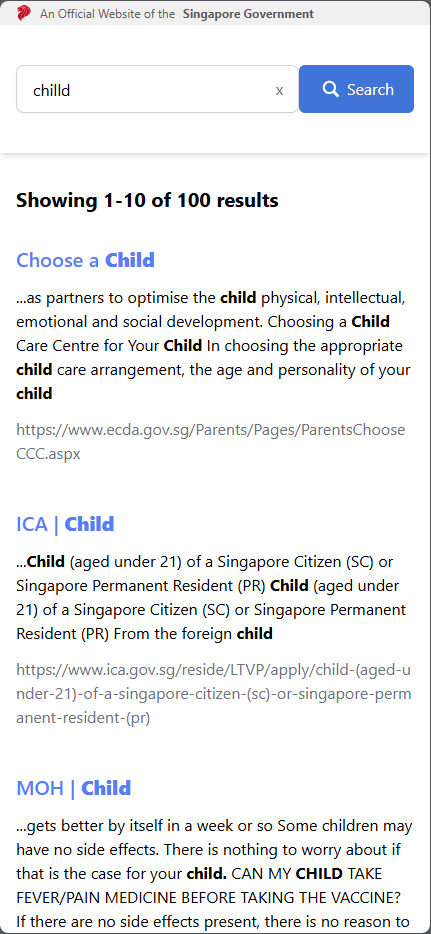 An Official Website of the Singapore Government
chilld
x
Search
Showing 1-10 of 100 results
Choose a Child
...as partners to optimise the child physical, intellectual,
emotional and social development. Choosing a Child
Care Centre for Your Child In choosing the appropriate
child care arrangement, the age and personality of your
child
https://www.ecda.gov.sg/Parents/Pages/ParentsChoose
CCC.aspx
ICA | Child
...Child (aged under 21) of a Singapore Citizen (SC) or
Singapore Permanent Resident (PR) Child (aged under
21) of a Singapore Citizen (SC) or Singapore Permanent
Resident (PR) From the foreign child
https://www.ica.gov.sg/reside/LTVP/apply/child-(aged-u
nder-21)-of-a-singapore-citizen-(sc)-or-singapore-perm
anent-resident-(pr)
MOH | Child
...gets better by itself in a week or so Some children may
have no side effects. There is nothing to worry about if
that is the case for your child. CAN MY CHILD TAKE
FEVER/PAIN MEDICINE BEFORE TAKING THE VACCINE?
If there are no side effects present, there is no reason to